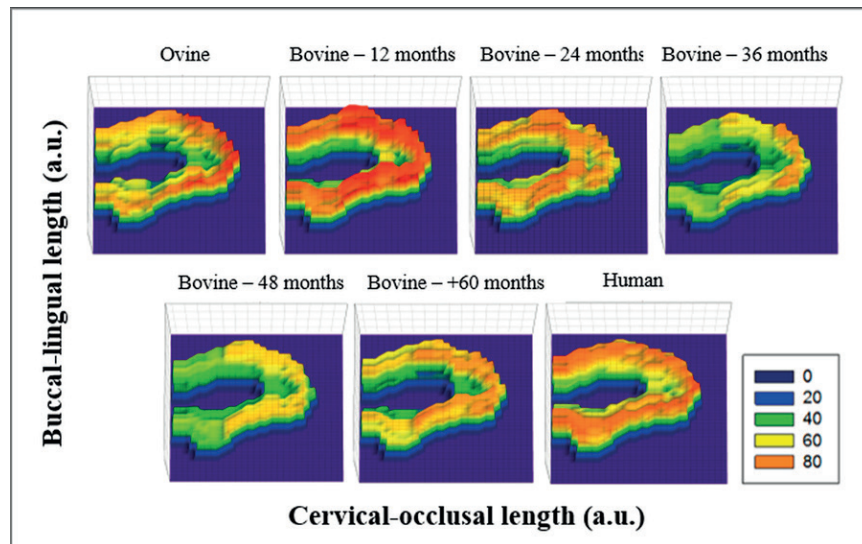 Ovine
Bovine – 12 months
Bovine – 24 months
Bovine – 36 months
Buccal-lingual length (a.u.)
Bovine – 48 months
Bovine – +60 months
Human
0
20
40
60
80
Cervical-occlusal length (a.u.)